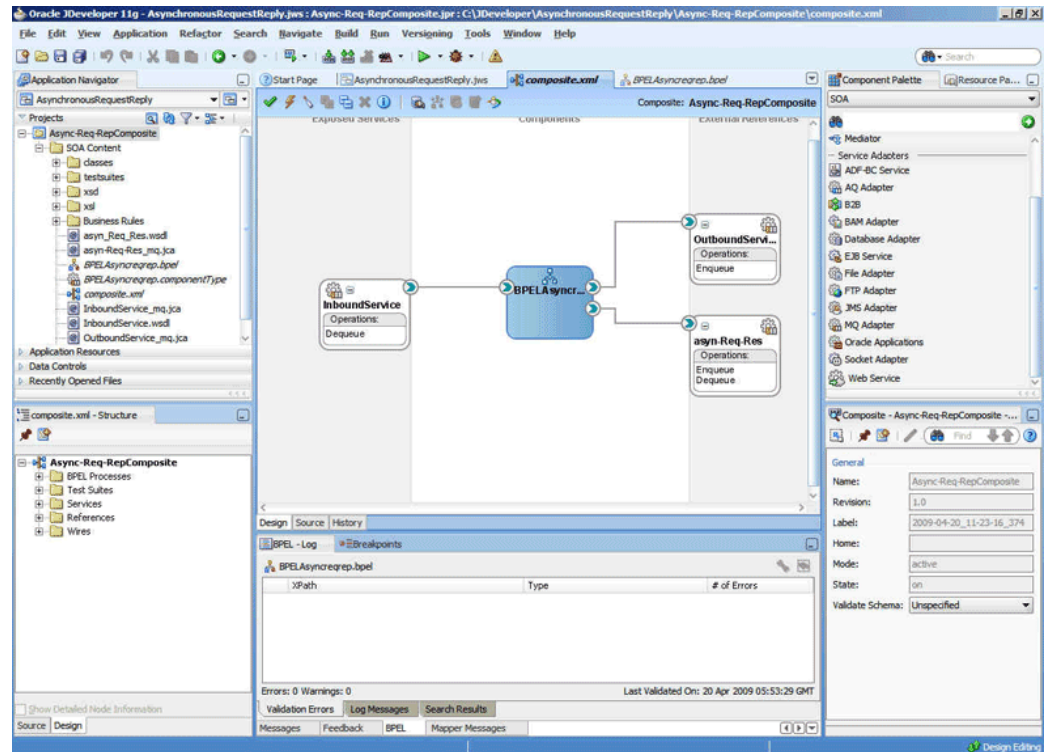 Oracle JDeveloper 11g - AsynchronousRequestReply.jws : Async-Req-RepComposite.jpr : C:\JDeveloper\AsynchronousRequestReply\Async-Req-RepComposite\composite.xml
File Edit View Application Refactor Search Navigate Build Run Versioning Tools Window Help
Search
Application Navigator
AsynchronousRequestReply
Projects
Async-Req-RepComposite
SOA Content
classes
testsuites
xsd
xsl
Business Rules
asyn_Req_Res.wsdl
asyn-Req-Res_mq.jca
BPELAsyncreqrep.bpel
BPELAsyncreqrep.componentType
composite.xml
InboundService_mq.jca
InboundService.wsdl
OutboundService_mq.jca
Application Resources
Data Controls
Recently Opened Files
composite.xml - Structure
Async-Req-RepComposite
BPEL Processes
Test Suites
Services
References
Wires
Show Detailed Node Information
Source Design
Start Page AsynchronousRequestReply.jws composite.xml BPELAsyncreqrep.bpel
Composite: Async-Req-RepComposite
Exposed Services Components External References
InboundService
Operations:
Dequeue
BPELAsyncr...
OutboundServi...
Operations:
Enqueue
asyn-Req-Res
Operations:
Enqueue
Dequeue
Design Source History
BPEL - Log Breakpoints
BPELAsyncreqrep.bpel
XPath Type # of Errors
Errors: 0 Warnings: 0 Last Validated On: 20 Apr 2009 05:53:29 GMT
Validation Errors Log Messages Search Results
Messages Feedback BPEL Mapper Messages
Component Palette Resource Pa...
SOA
Mediator
Service Adapters
ADF-BC Service
AQ Adapter
B2B
BAM Adapter
Database Adapter
EJB Service
File Adapter
FTP Adapter
JMS Adapter
MQ Adapter
Oracle Applications
Socket Adapter
Web Service
Composite - Async-Req-RepComposite -...
Find
General
Name: Async-Req-RepComposite
Revision: 1.0
Label: 2009-04-20_11-23-16_374
Home:
Mode: active
State: on
Validate Schema: Unspecified
Design Editing